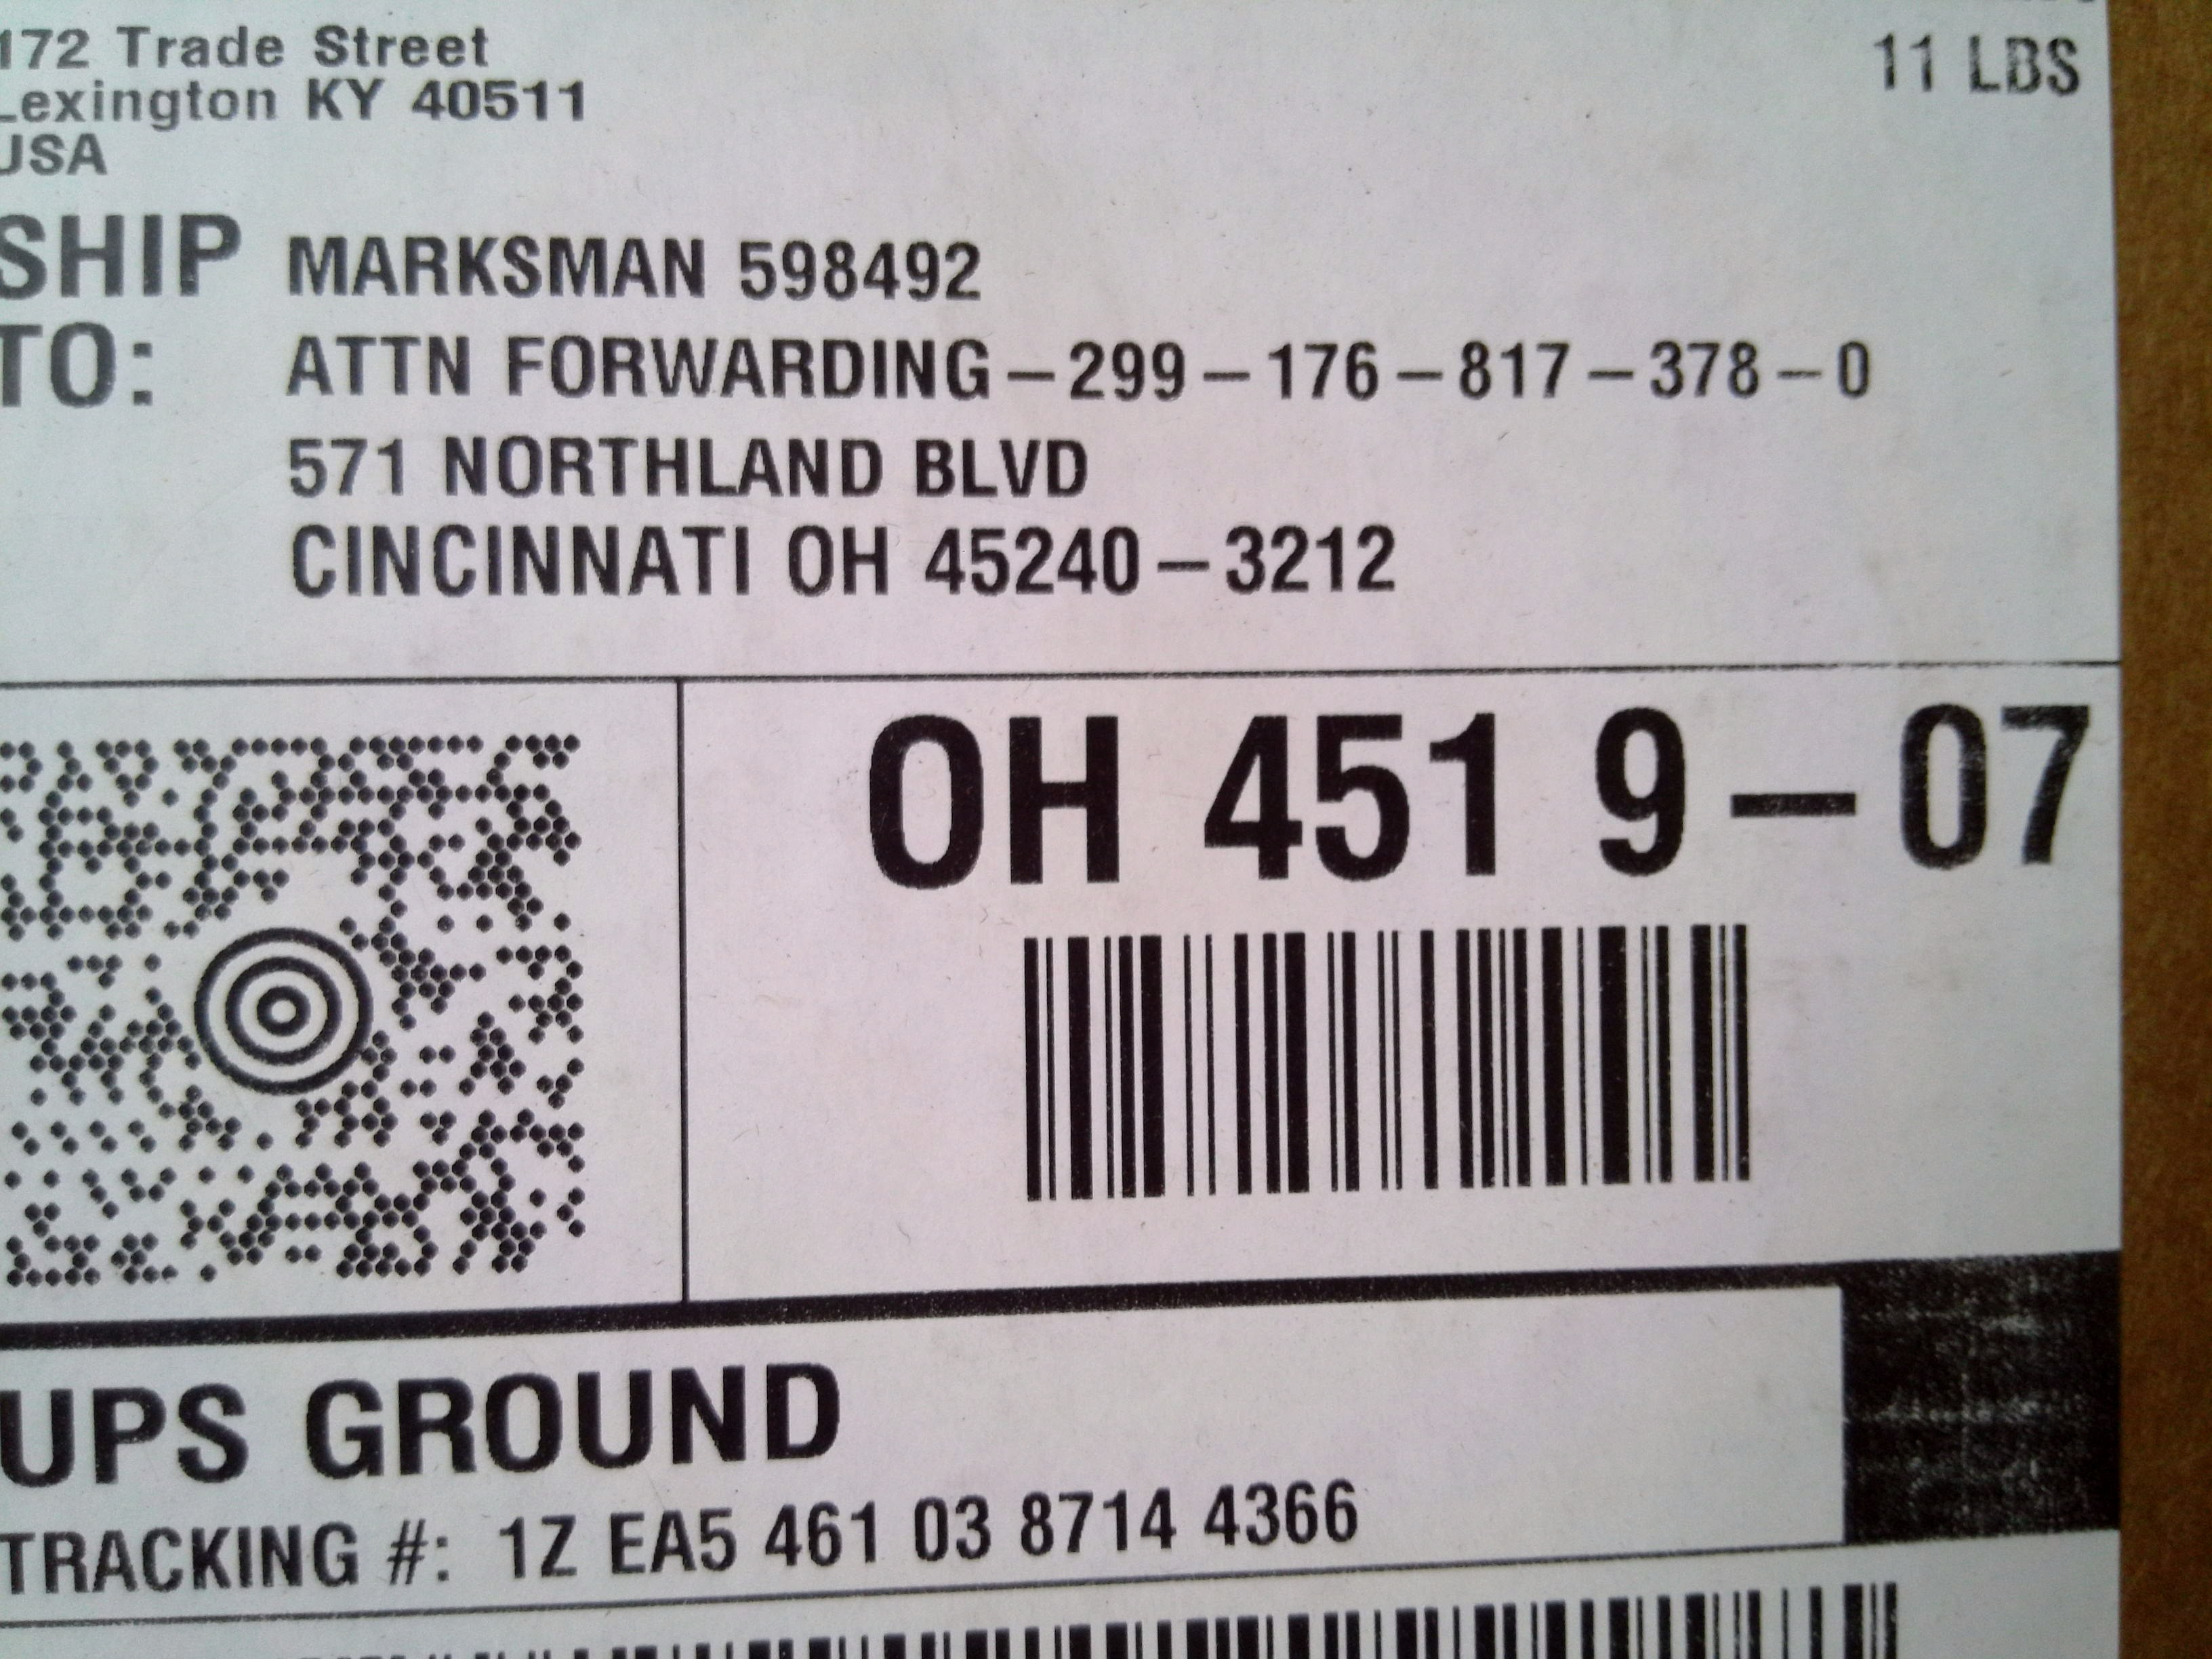 172 Trade Street
11 LBS
Lexington KY 40511
USA
SHIP TO:
MARKSMAN 598492
ATTN FORWARDING-299-176-817-378-0
571 NORTHLAND BLVD
CINCINNATI OH 45240-3212
OH 451 9-07
UPS GROUND
TRACKING #: 1Z EA5 461 03 8714 4366